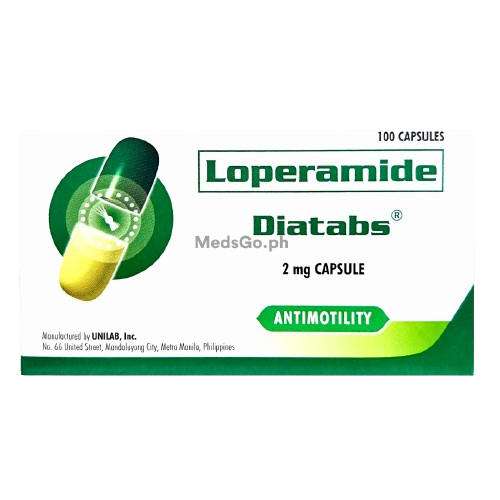 100 CAPSULES
Loperamide
Diatabs®
MedsGo.ph
2 mg CAPSULE
ANTIMOTILITY
Manufactured by UNILAB, Inc.
No. 66 United Street, Mandaluyong City, Metro Manila, Philippines